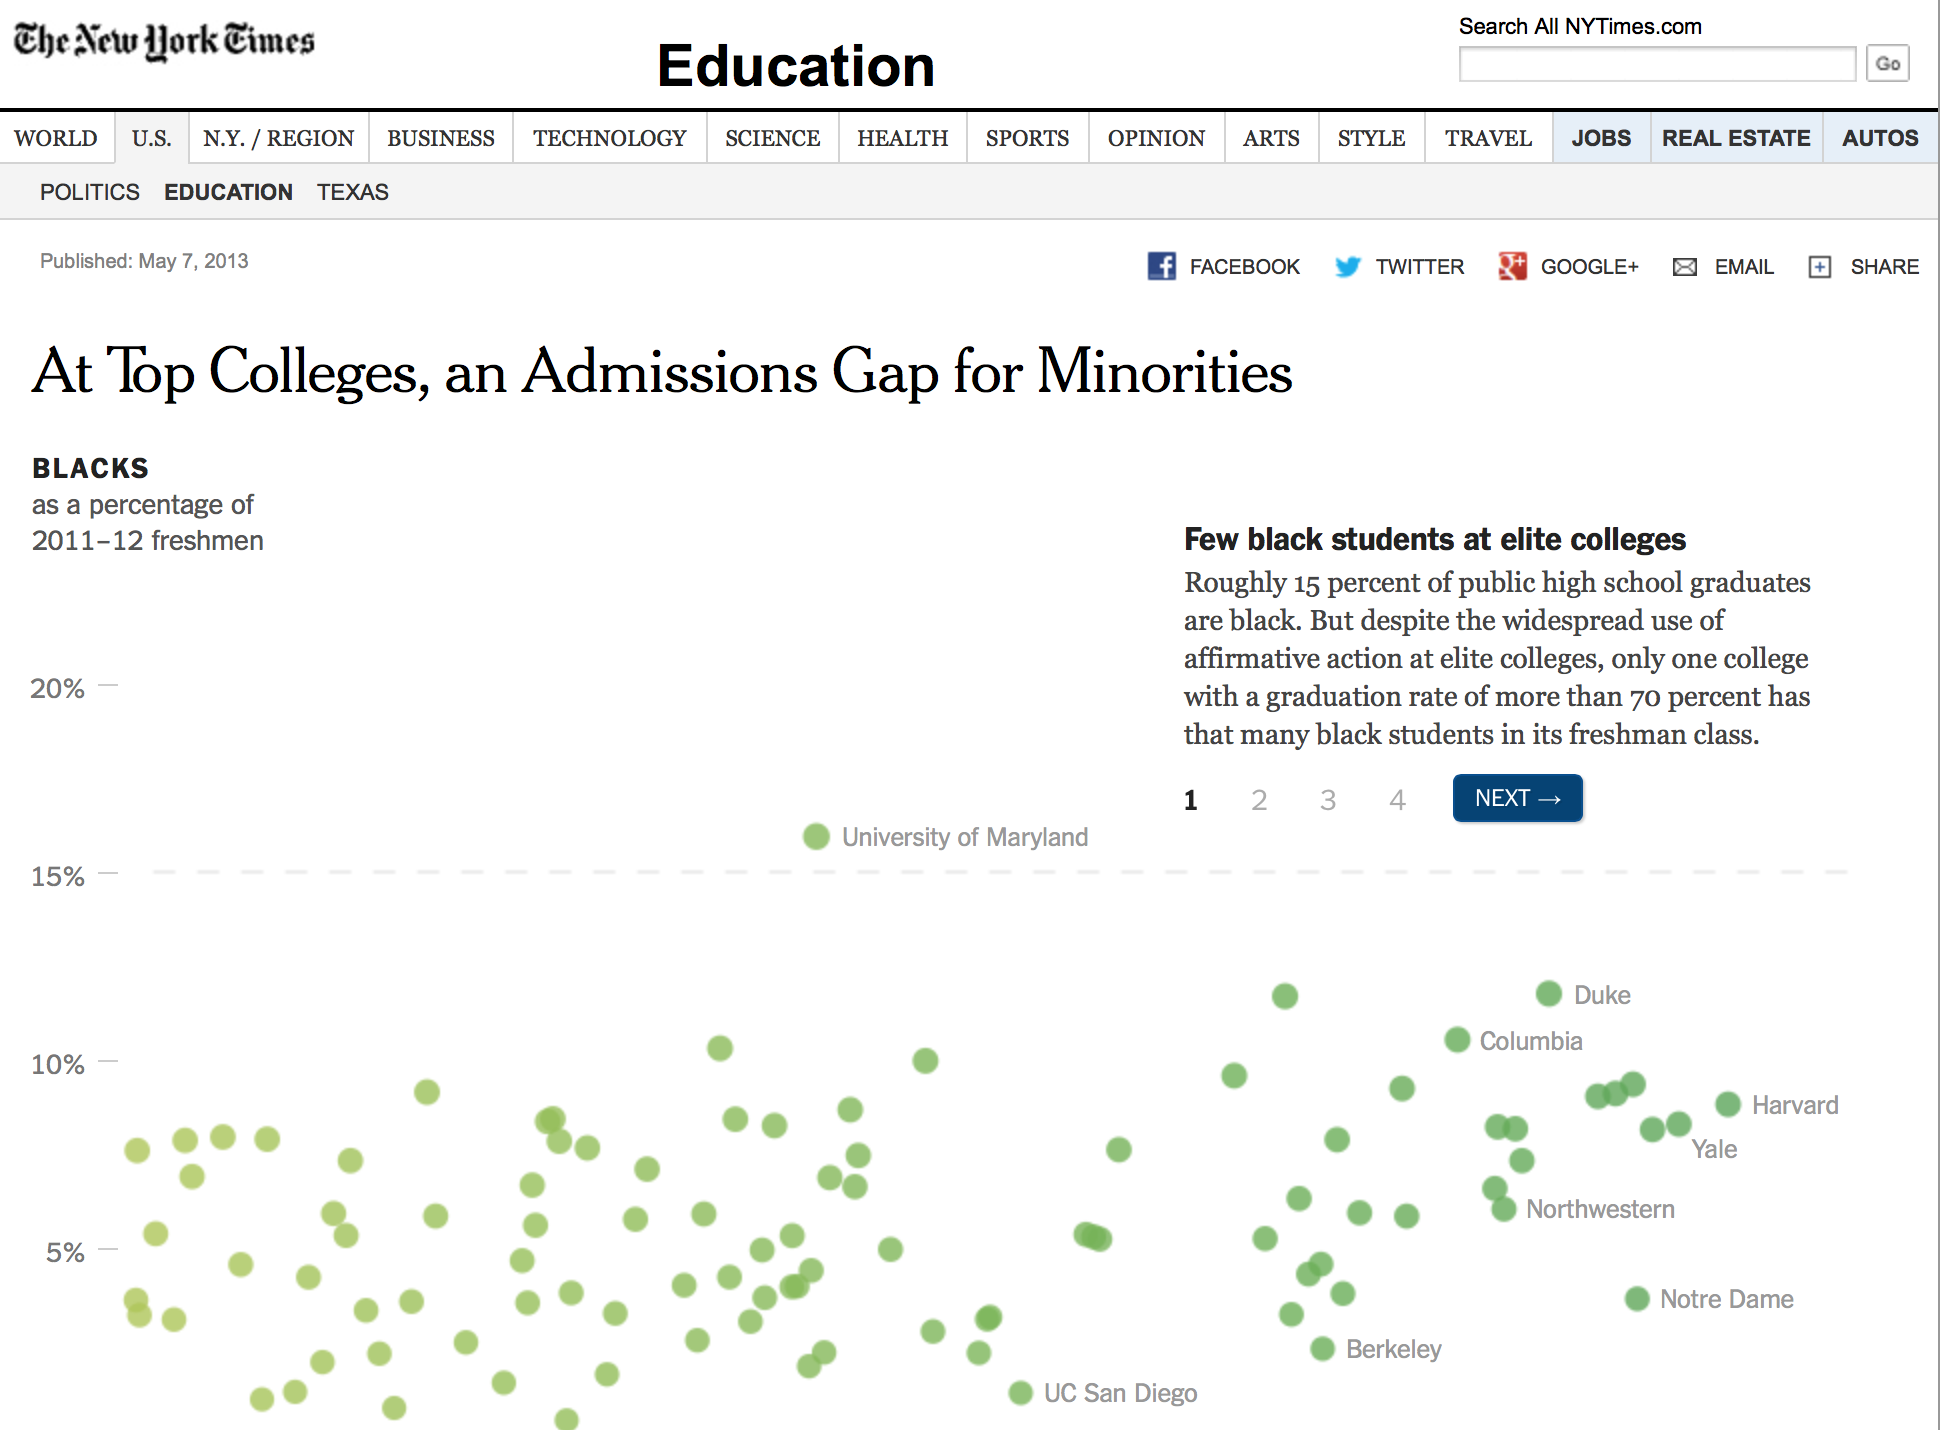 The New York Times
Education
Search All NYTimes.com
Go
WORLD U.S. N.Y. / REGION BUSINESS TECHNOLOGY SCIENCE HEALTH SPORTS OPINION ARTS STYLE TRAVEL JOBS REAL ESTATE AUTOS
POLITICS EDUCATION TEXAS
Published: May 7, 2013
FACEBOOK TWITTER GOOGLE+ EMAIL SHARE
At Top Colleges, an Admissions Gap for Minorities
BLACKS
as a percentage of
2011–12 freshmen
Few black students at elite colleges
Roughly 15 percent of public high school graduates
are black. But despite the widespread use of
affirmative action at elite colleges, only one college
with a graduation rate of more than 70 percent has
that many black students in its freshman class.
1 2 3 4 NEXT →
20%
University of Maryland
15%
Duke
Columbia
10%
Harvard
Yale
Northwestern
5%
Notre Dame
Berkeley
UC San Diego